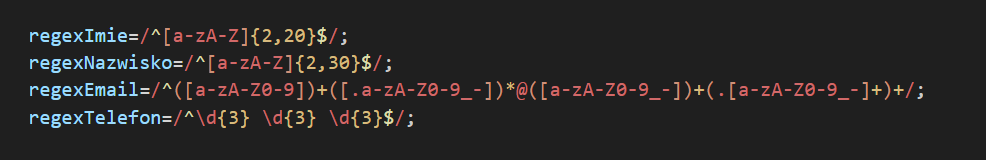 regexImie=/^[a-zA-Z]{2,20}$/;
regexNazwisko=/^[a-zA-Z]{2,30}$/;
regexEmail=/^([a-zA-Z0-9])+([.a-zA-Z0-9_-])*@([a-zA-Z0-9_-])+(.[a-zA-Z0-9_-]+)+/;
regexTelefon=/^\d{3} \d{3} \d{3}$/;